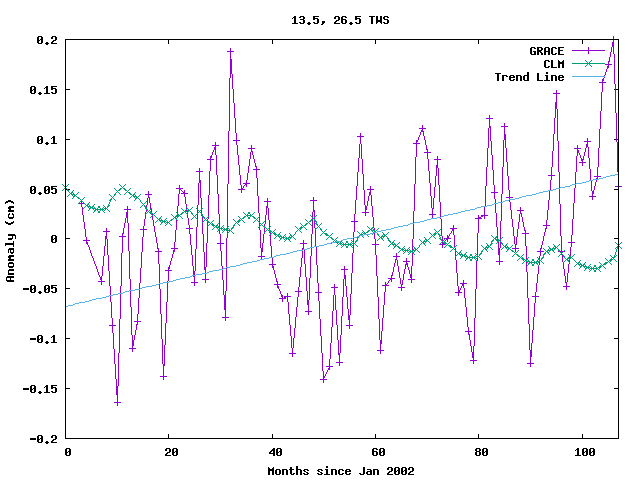 13.5, 26.5 TWS
GRACE
CLM
Trend Line
0.2
0.15
0.1
0.05
0
-0.05
-0.1
-0.15
-0.2
Anomaly (cm)
0 20 40 60 80 100
Months since Jan 2002